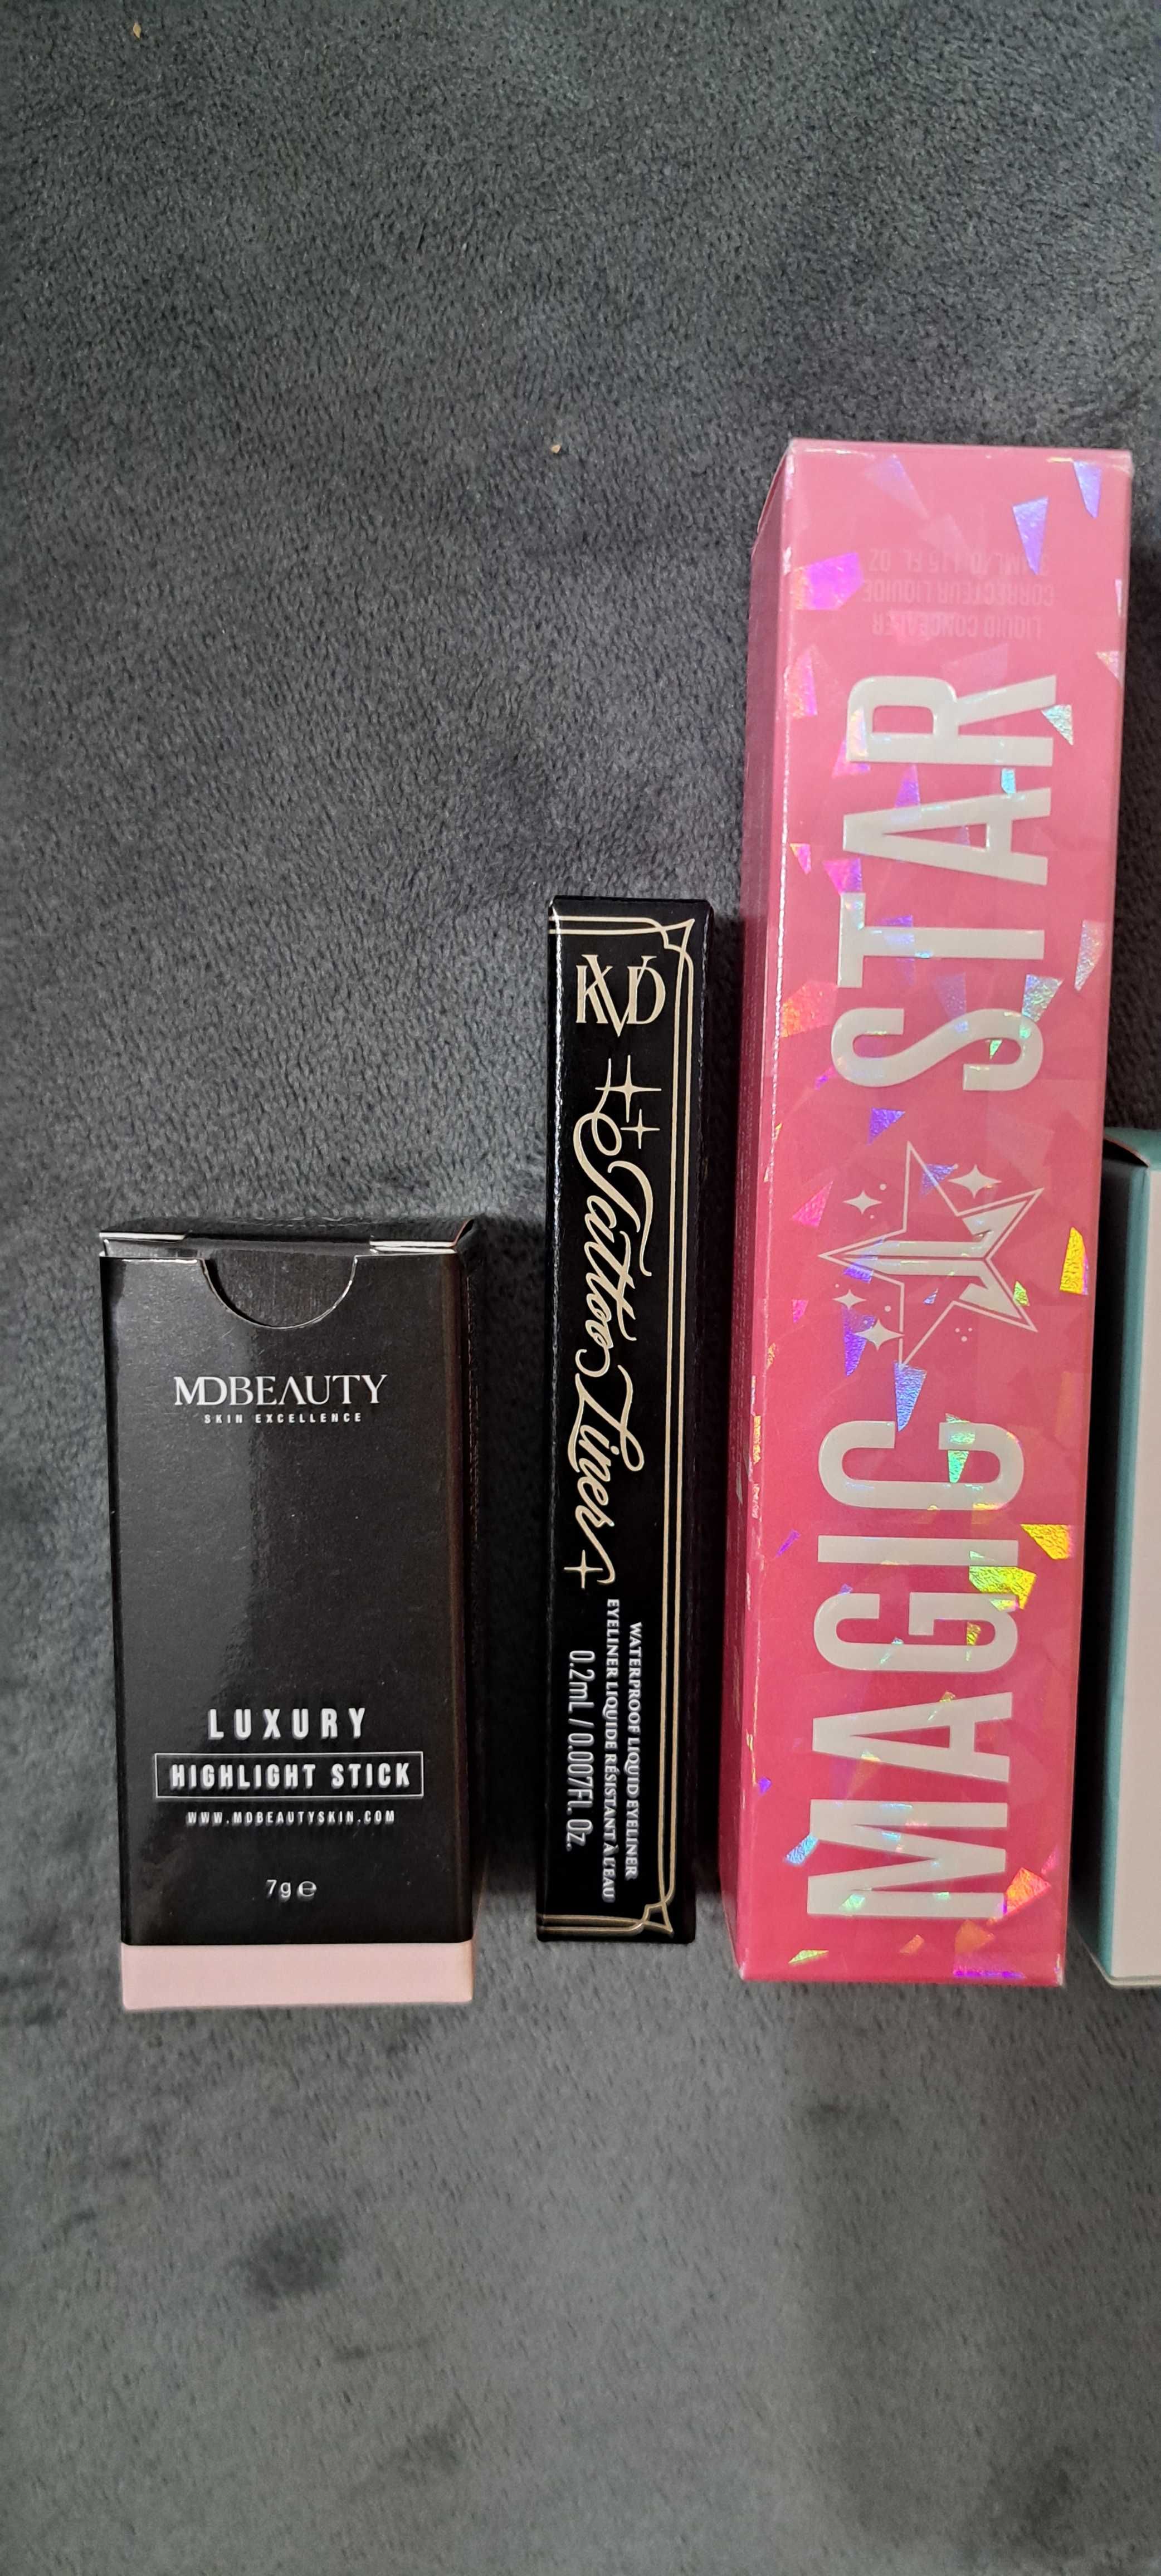 MDBEAUTY
SKIN EXCELLENCE
LUXURY
HIGHLIGHT STICK
WWW.MDBEAUTYSKIN.COM
7g e
KVD
Tattoo Liner
WATERPROOF LIQUID EYELINER
EYELINER LIQUIDE RÉSISTANT À L'EAU
0.2mL / 0.007Fl. Oz.
MAGIC STAR
LIQUID CONCEALER
CORRECTEUR LIQUIDE